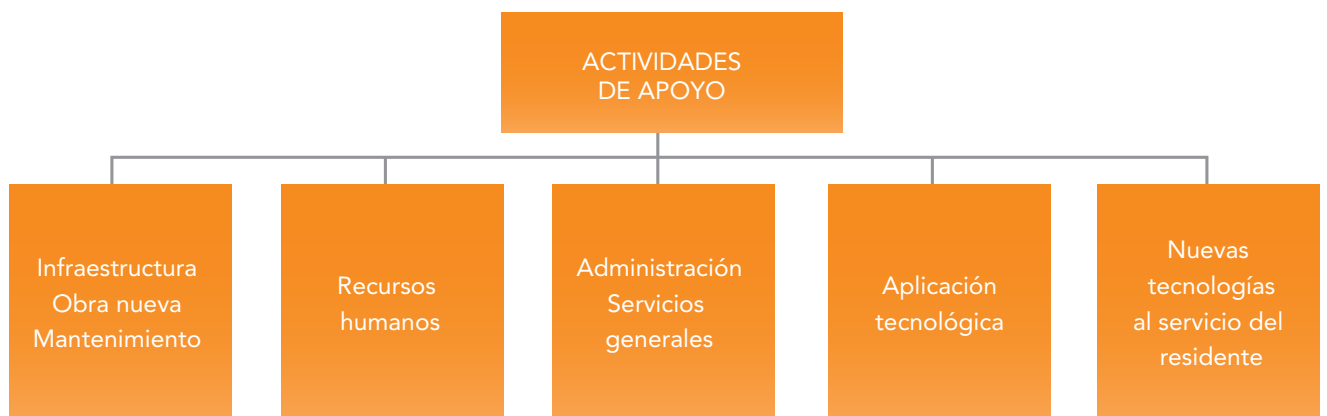 ACTIVIDADES
DE APOYO
Infraestructura
Obra nueva
Mantenimiento
Recursos
humanos
Administración
Servicios
generales
Aplicación
tecnológica
Nuevas
tecnologías
al servicio del
residente